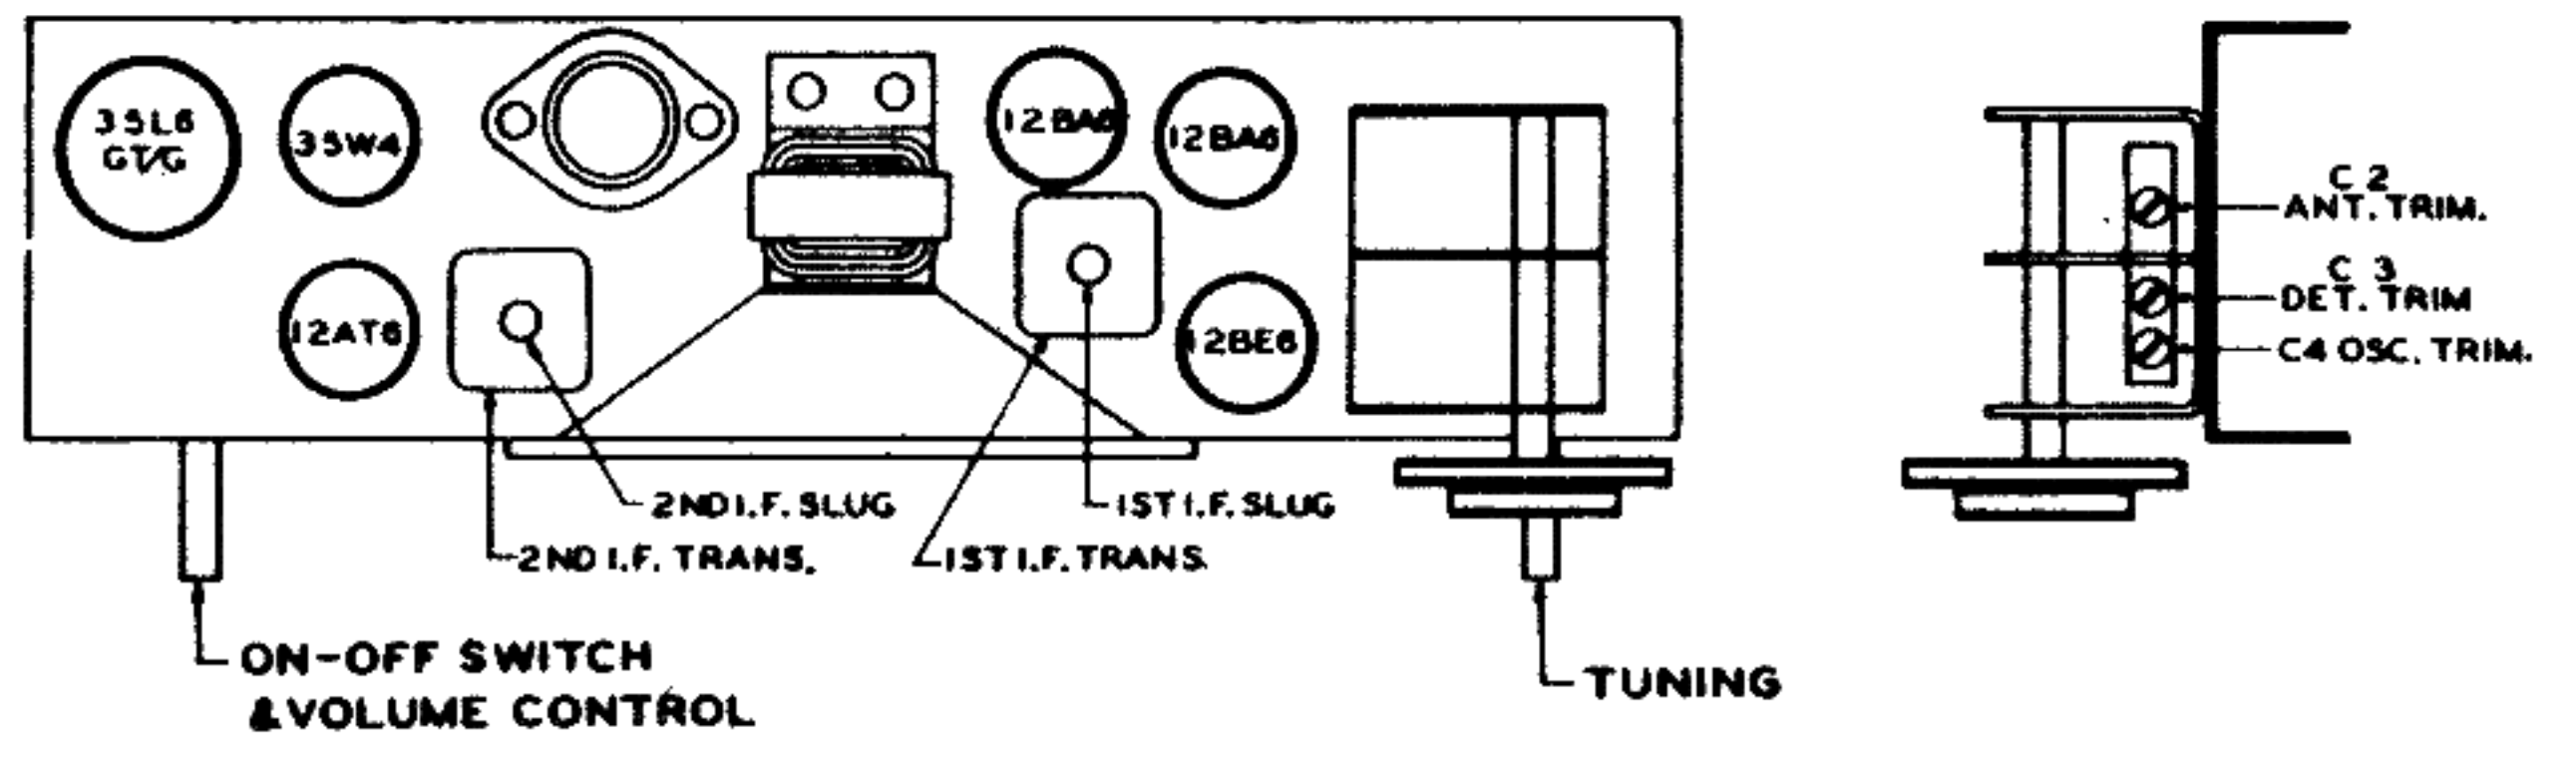 35L6
GT/G
35W4
12BA6
12BA6
12AT6
12BE6
C 2
ANT. TRIM.
C 3
DET. TRIM
C4 OSC. TRIM.
2ND I.F. SLUG
1ST I.F. SLUG
2ND I.F. TRANS.
1ST I.F. TRANS.
ON-OFF SWITCH
& VOLUME CONTROL
TUNING